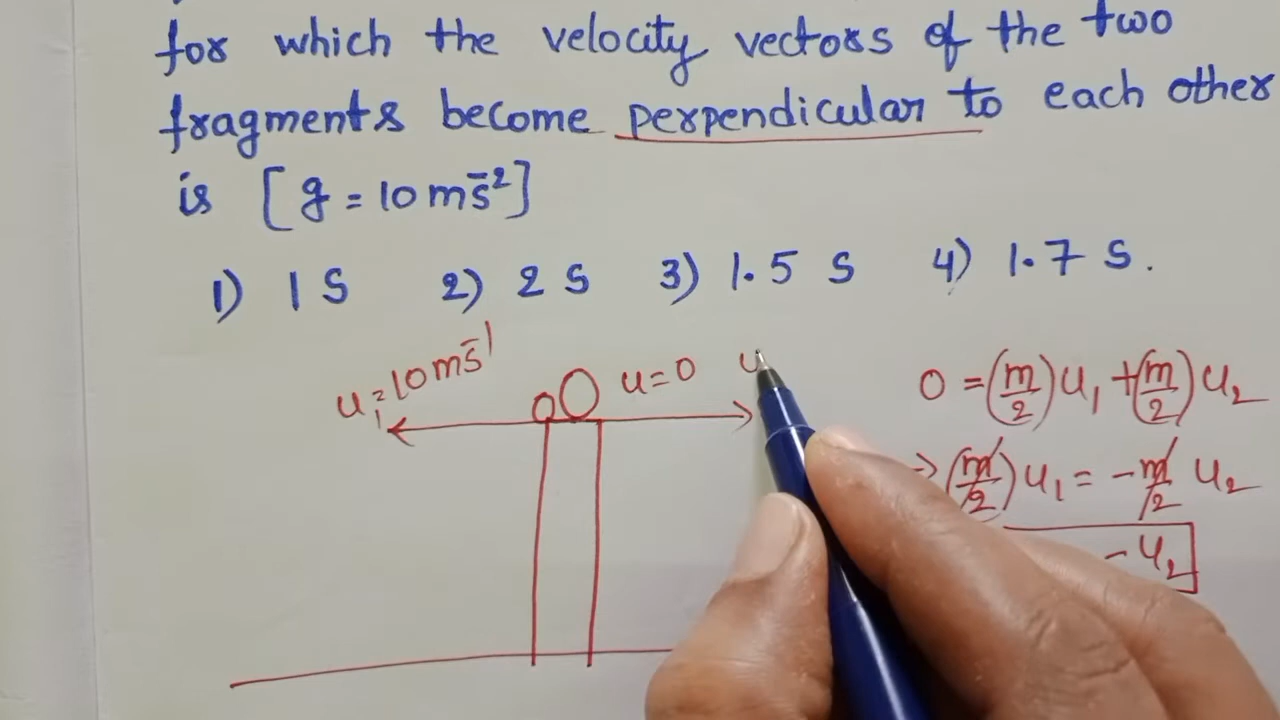 for which the velocity vectors of the two
fragments become perpendicular to each other
is [g = 10 ms̄²]
1) 1 S 2) 2 S 3) 1.5 S 4) 1.7 S.
u₁=10ms̄¹ u=0 u
0 = (m/2)u₁ + (m/2)u₂
⇒ (m/2)u₁ = -m/2 u₂
-u₂